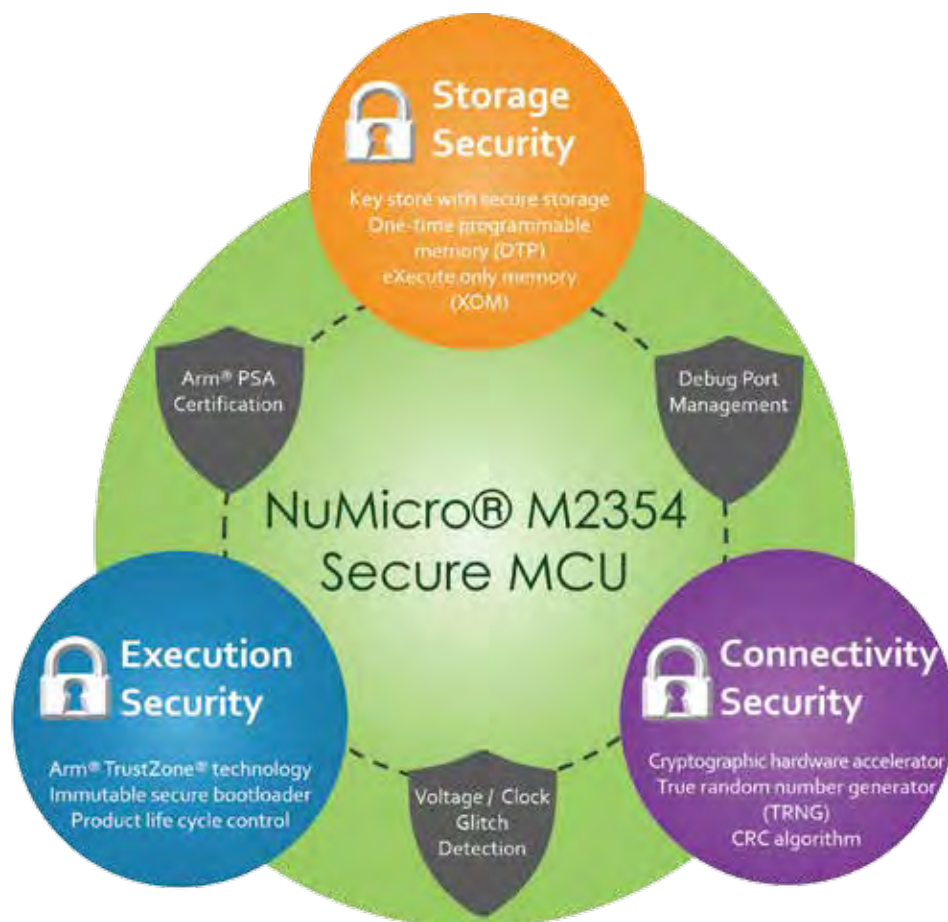 Storage
Security
Key store with secure storage
One-time programmable
memory (OTP)
eXecute only memory
(XOM)
Arm® PSA
Certification
Debug Port
Management
NuMicro® M2354
Secure MCU
Execution
Security
Arm® TrustZone® technology
Immutable secure bootloader
Product life cycle control
Connectivity
Security
Cryptographic hardware accelerator
True random number generator
(TRNG)
CRC algorithm
Voltage / Clock
Glitch
Detection